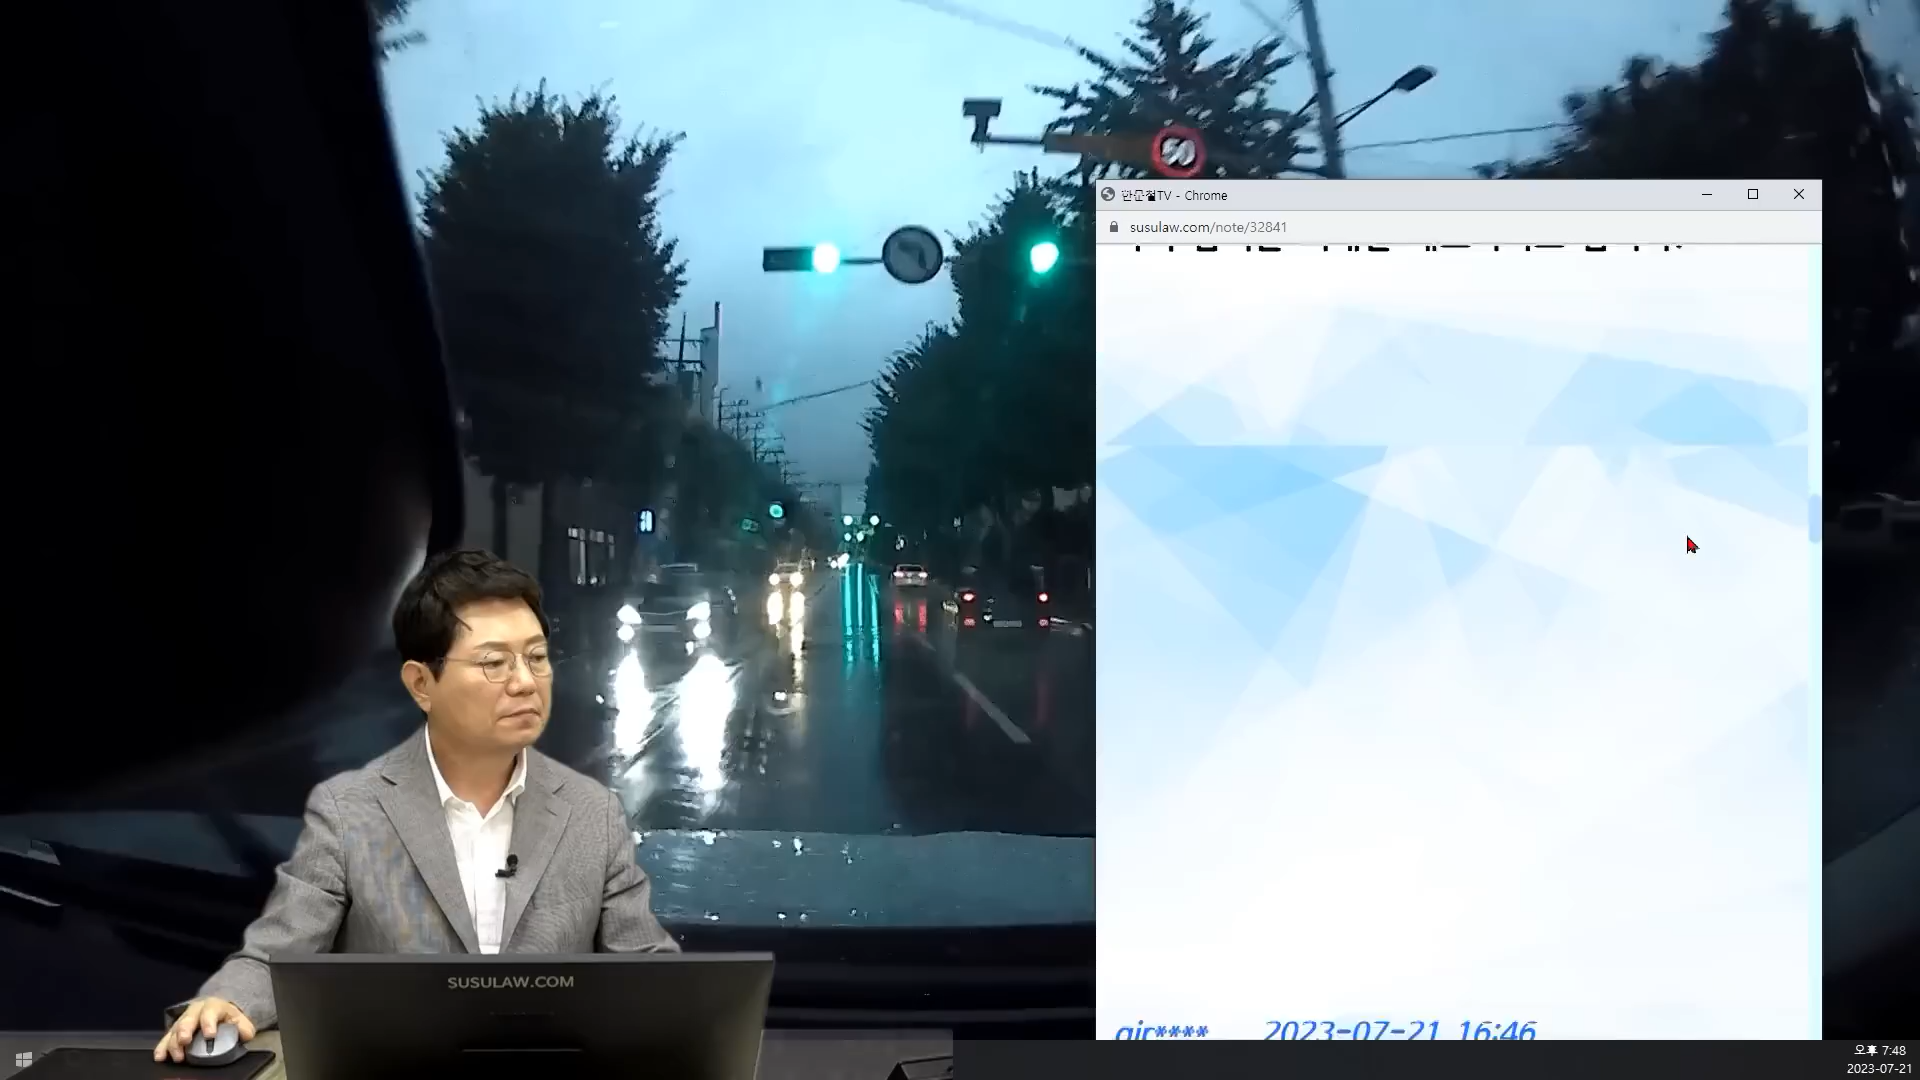 50
한문철TV - Chrome
susulaw.com/note/32841
air**** 2023-07-21 16:46
SUSULAW.COM
오후 7:48
2023-07-21